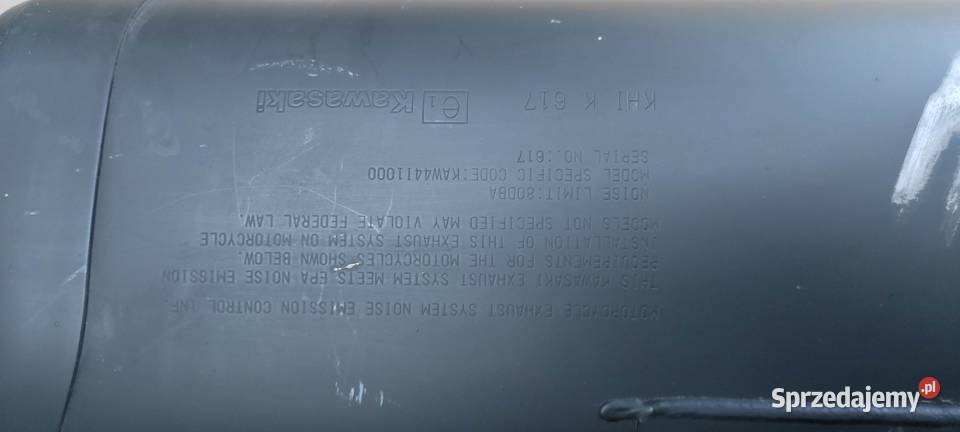 MOTORCYCLE EXHAUST SYSTEM NOISE EMISSION CONTROL INF.
THIS KAWASAKI EXHAUST SYSTEM MEETS EPA NOISE EMISSION
REQUIREMENTS FOR THE MOTORCYCLES SHOWN BELOW.
INSTALLATION OF THIS EXHAUST SYSTEM ON MOTORCYCLE
MODELS NOT SPECIFIED MAY VIOLATE FEDERAL LAW.
NOISE LIMIT:80DBA
MODEL SPECIFIC CODE:KAW4411000
SERIAL NO.:617
KHI K 617 e1 Kawasaki
Sprzedajemy.pl